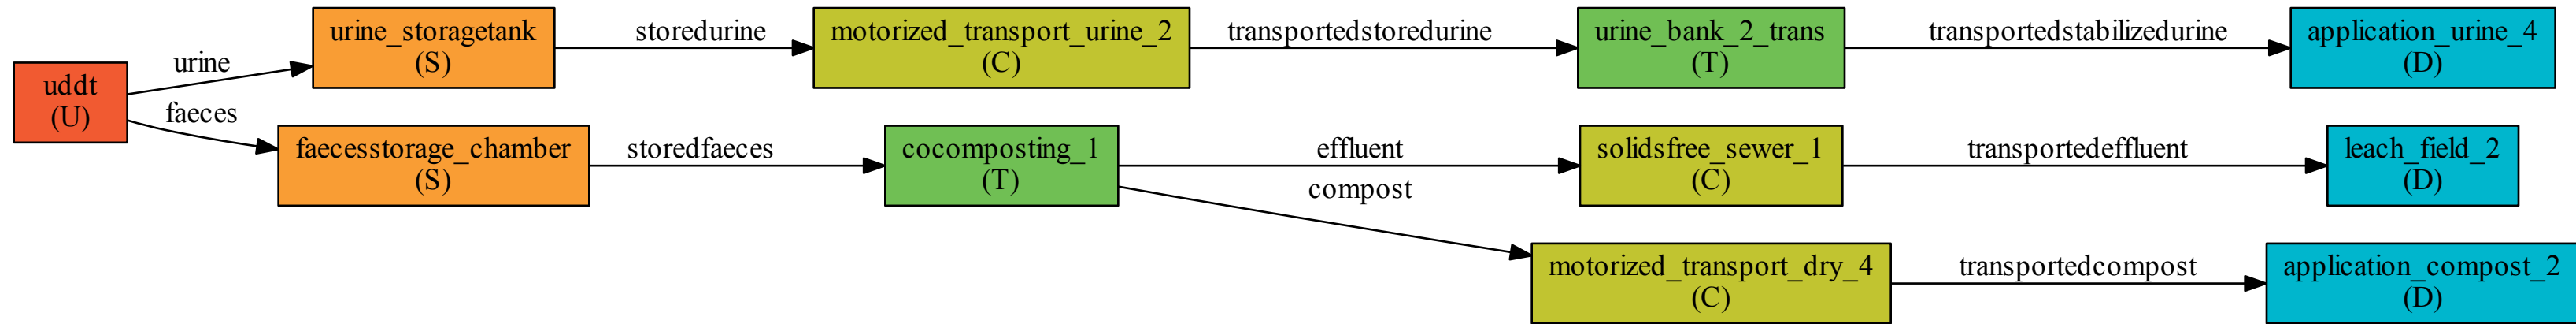 uddt
(U)
urine
faeces
urine_storagetank
(S)
faecesstorage_chamber
(S)
storedurine
storedfaeces
motorized_transport_urine_2
(C)
cocomposting_1
(T)
transportedstoredurine
effluent
compost
urine_bank_2_trans
(T)
solidsfree_sewer_1
(C)
motorized_transport_dry_4
(C)
transportedstabilizedurine
transportedeffluent
transportedcompost
application_urine_4
(D)
leach_field_2
(D)
application_compost_2
(D)